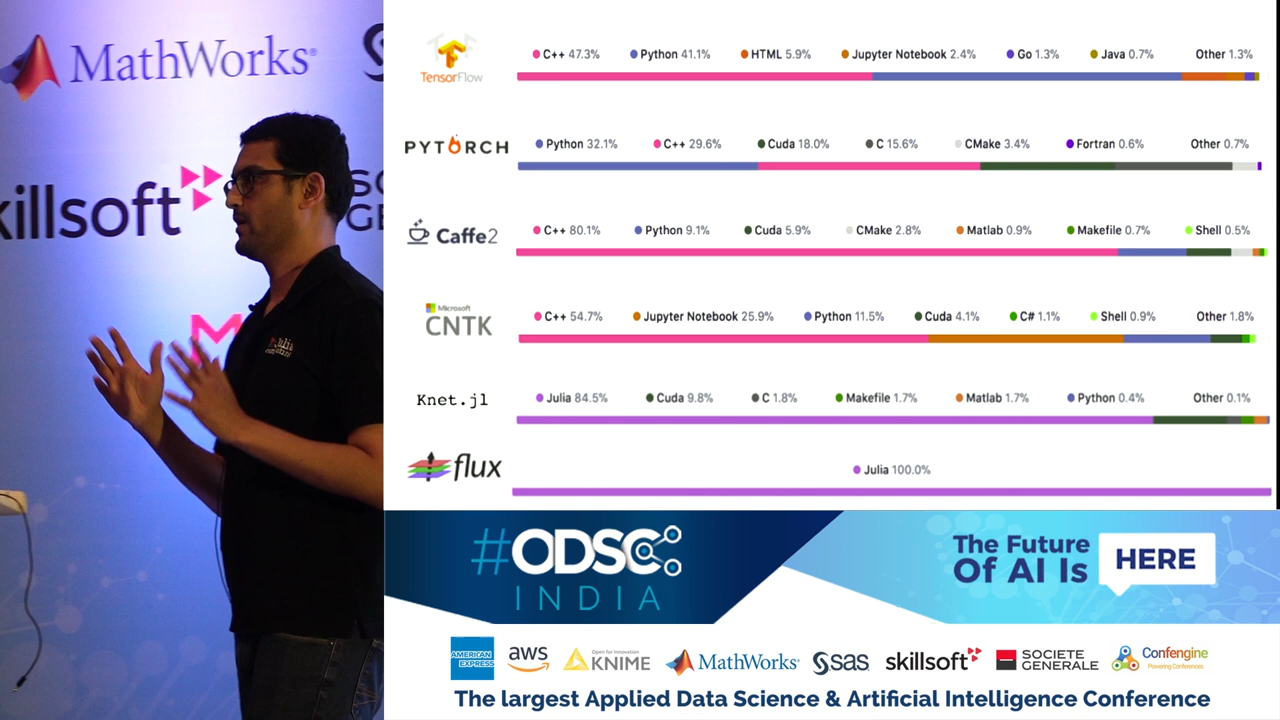 MathWorks®
killsoft
TensorFlow
C++ 47.3% Python 41.1% HTML 5.9% Jupyter Notebook 2.4% Go 1.3% Java 0.7% Other 1.3%
PYTORCH
Python 32.1% C++ 29.6% Cuda 18.0% C 15.6% CMake 3.4% Fortran 0.6% Other 0.7%
Caffe2
C++ 80.1% Python 9.1% Cuda 5.9% CMake 2.8% Matlab 0.9% Makefile 0.7% Shell 0.5%
Microsoft
CNTK
C++ 54.7% Jupyter Notebook 25.9% Python 11.5% Cuda 4.1% C# 1.1% Shell 0.9% Other 1.8%
Knet.jl
Julia 84.5% Cuda 9.8% C 1.8% Makefile 1.7% Matlab 1.7% Python 0.4% Other 0.1%
flux
Julia 100.0%
#ODSC
INDIA
The Future
Of AI Is
HERE
AMERICAN
EXPRESS
aws
Open for Innovation
KNIME
MathWorks®
sas
skillsoft
SOCIETE
GENERALE
Confengine
Powering Conferences
The largest Applied Data Science & Artificial Intelligence Conference